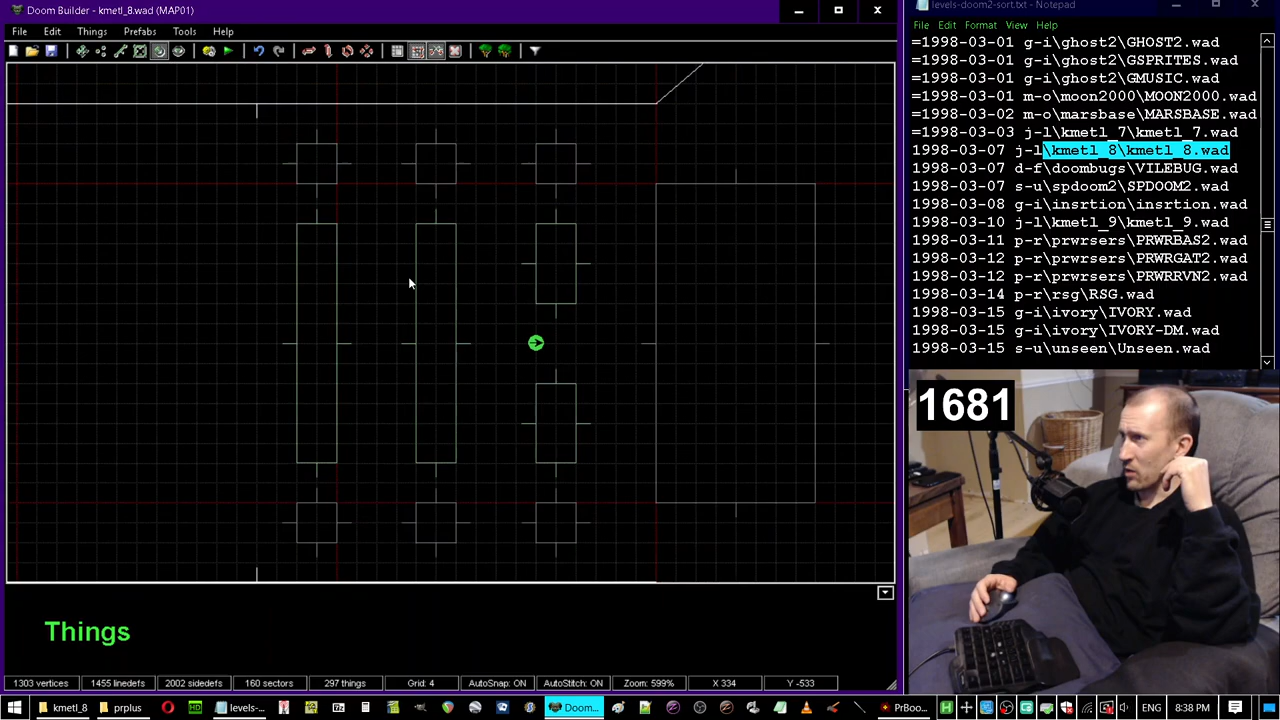 Doom Builder - kmetl_8.wad (MAP01)
File Edit Things Prefabs Tools Help
Things
1303 vertices 1455 linedefs 2002 sidedefs 160 sectors 297 things Grid: 4 AutoSnap: ON AutoStitch: ON Zoom: 599% X 334 Y -533
levels-doom2-sort.txt - Notepad
File Edit Format View Help
=1998-03-01 g-i\ghost2\GHOST2.wad
=1998-03-01 g-i\ghost2\GSPRITES.wad
=1998-03-01 g-i\ghost2\GMUSIC.wad
=1998-03-01 m-o\moon2000\MOON2000.wad
=1998-03-02 m-o\marsbase\MARSBASE.wad
=1998-03-03 j-l\kmetl_7\kmetl_7.wad
1998-03-07 j-l\kmetl_8\kmetl_8.wad
1998-03-07 d-f\doombugs\VILEBUG.wad
1998-03-07 s-u\spdoom2\SPDOOM2.wad
1998-03-08 g-i\insrtion\insrtion.wad
1998-03-10 j-l\kmetl_9\kmetl_9.wad
1998-03-11 p-r\prwrsers\PRWRBAS2.wad
1998-03-12 p-r\prwrsers\PRWRGAT2.wad
1998-03-12 p-r\prwrsers\PRWRRVN2.wad
1998-03-14 p-r\rsg\RSG.wad
1998-03-15 g-i\ivory\IVORY.wad
1998-03-15 g-i\ivory\IVORY-DM.wad
1998-03-15 s-u\unseen\Unseen.wad
1681
kmetl_8 prplus levels-... Doom... PrBoo... ENG 8:38 PM